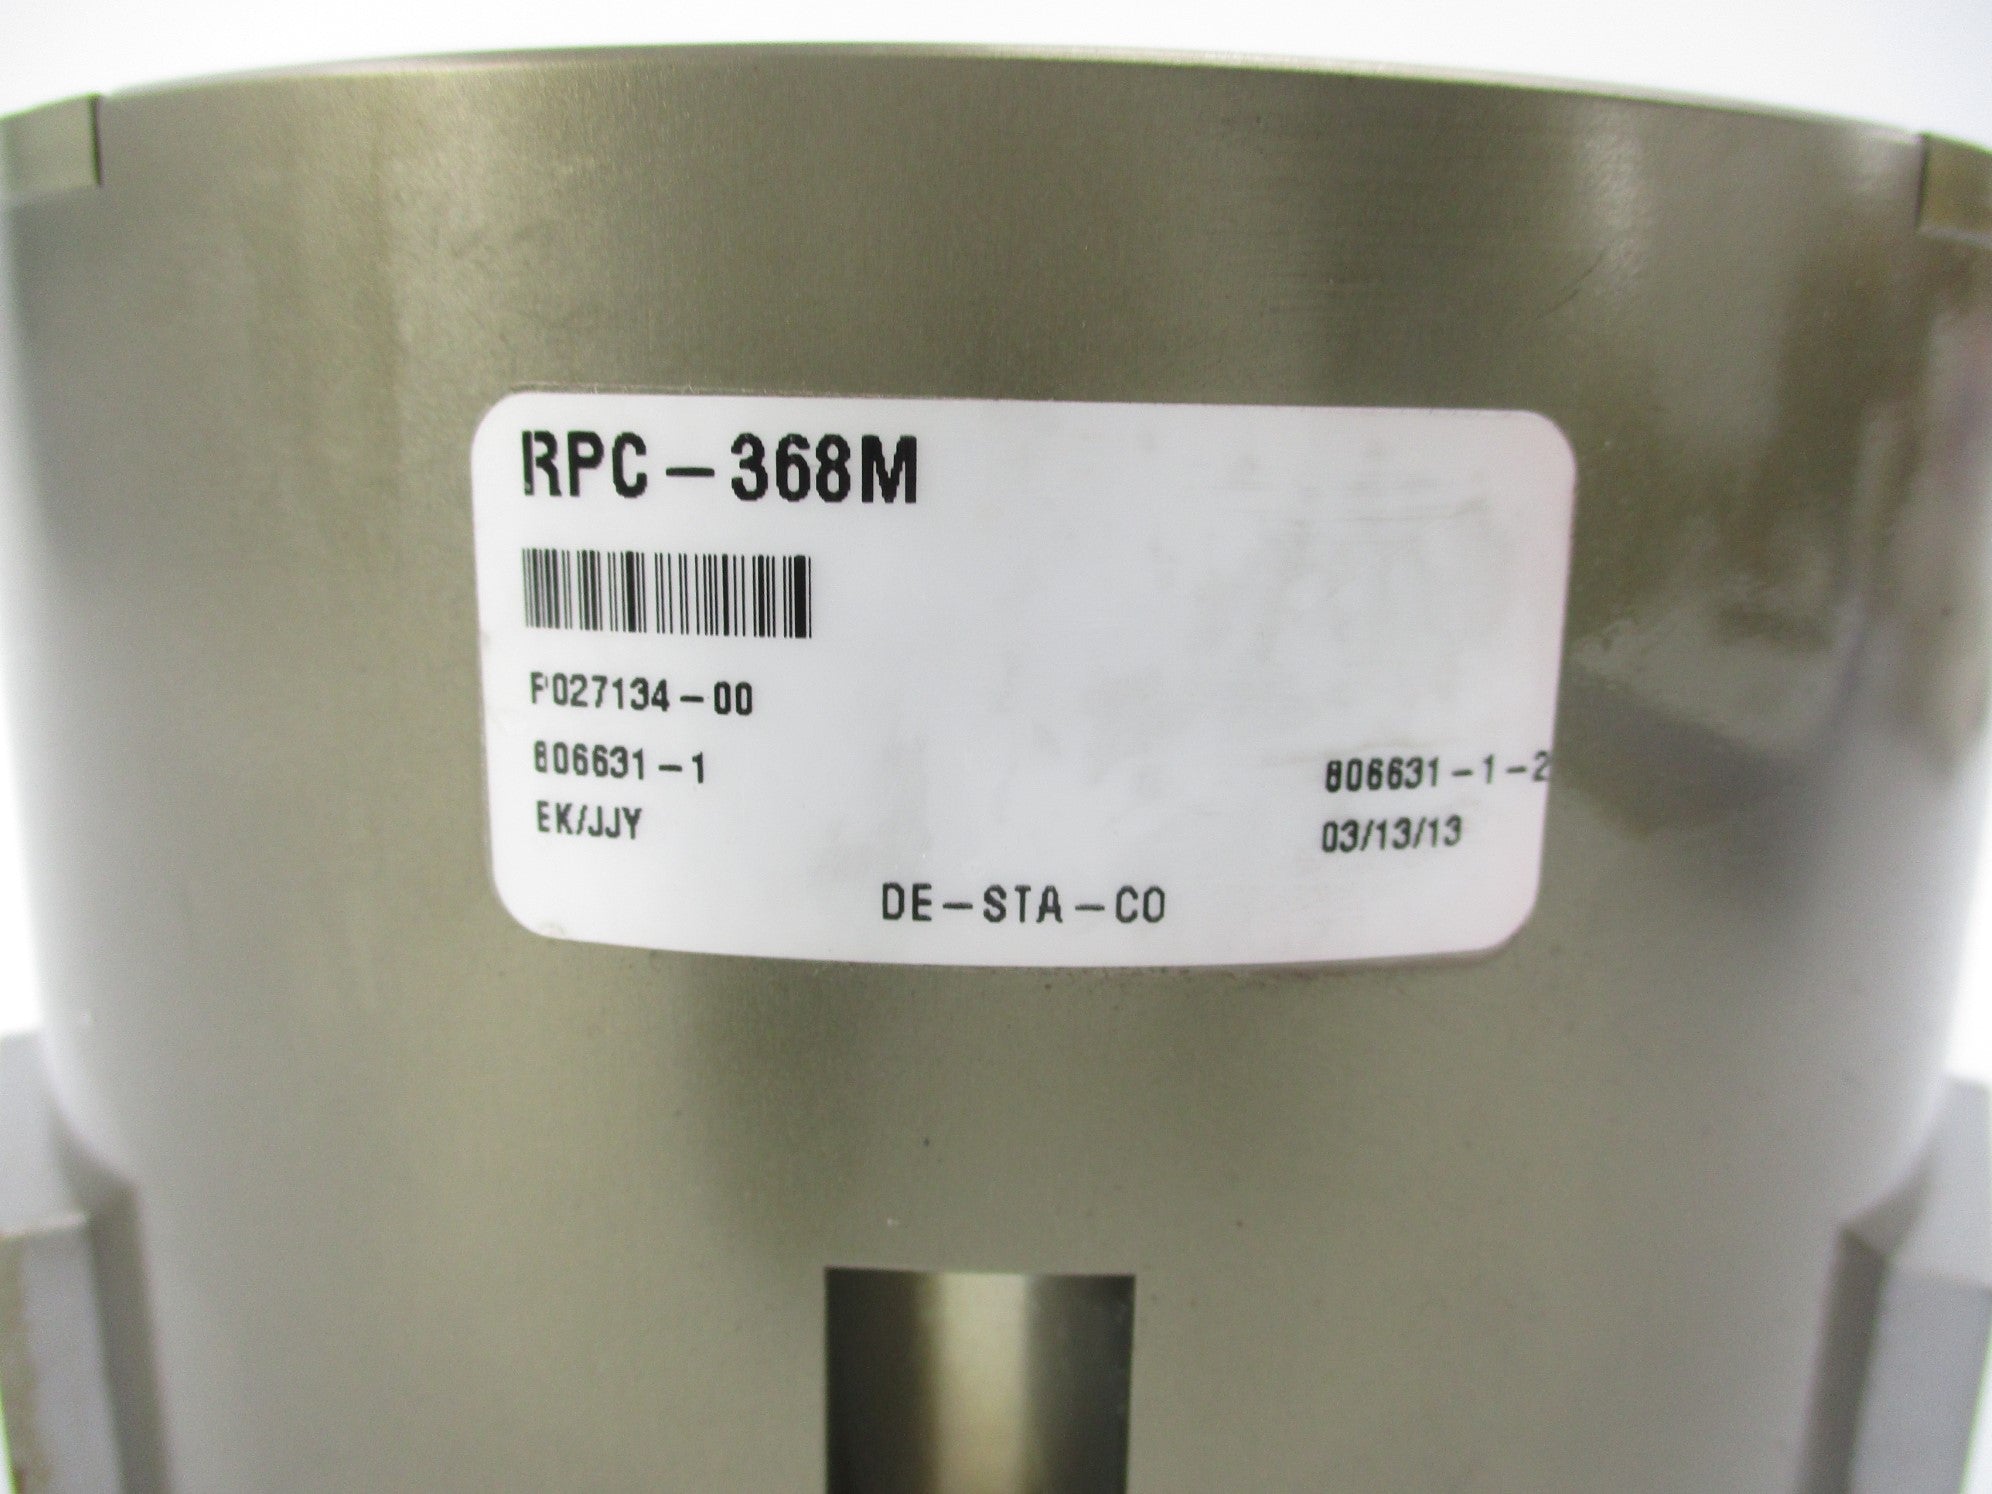 RPC-368M
P027134-00
806631-1 806631-1-2
EK/JJY 03/13/13
DE-STA-CO